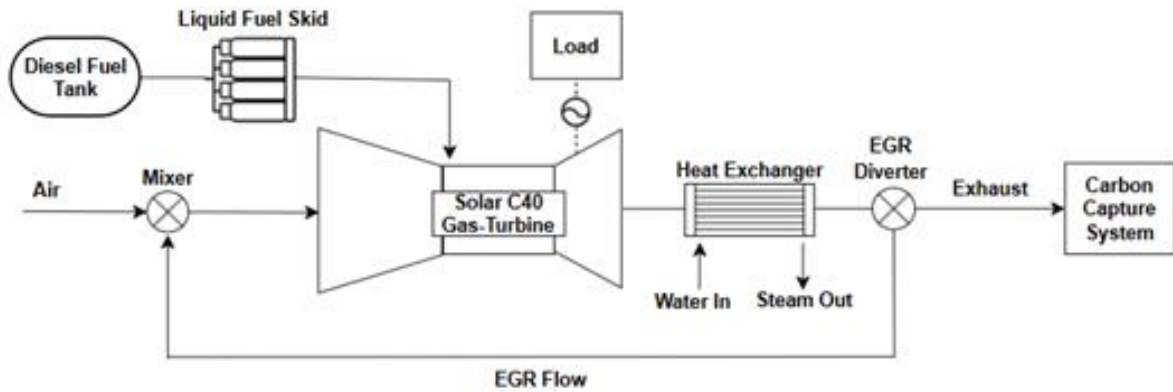 Liquid Fuel Skid
Diesel Fuel
Tank
Load
Air
Mixer
Solar C40
Gas-Turbine
Heat Exchanger
Water In
Steam Out
EGR
Diverter
Exhaust
Carbon
Capture
System
EGR Flow